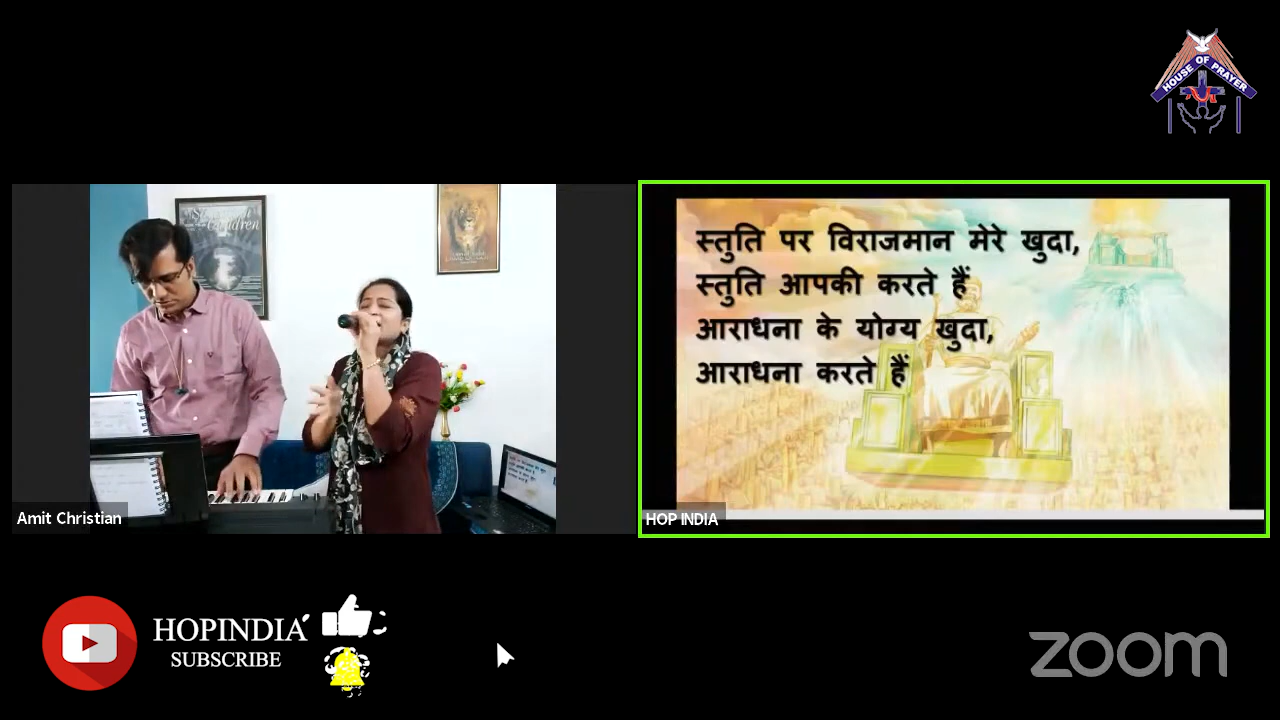 HOUSE OF PRAYER
Children
स्तुति पर विराजमान मेरे खुदा,
स्तुति आपकी करते हैं
आराधना के योग्य खुदा,
आराधना करते हैं
Amit Christian
HOP INDIA
HOPINDIA
SUBSCRIBE
zoom